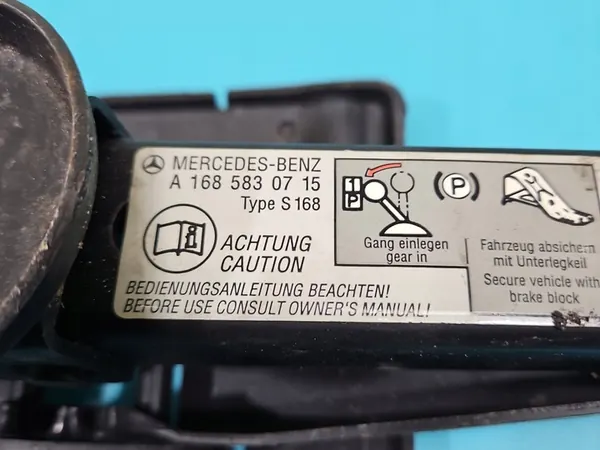 MERCEDES-BENZ
A 168 583 07 15
Type S 168
ACHTUNG
CAUTION
BEDIENUNGSANLEITUNG BEACHTEN!
BEFORE USE CONSULT OWNER'S MANUAL!
1
P
(P)
Gang einlegen
gear in
Fahrzeug absichern
mit Unterlegkeil
Secure vehicle with
brake block